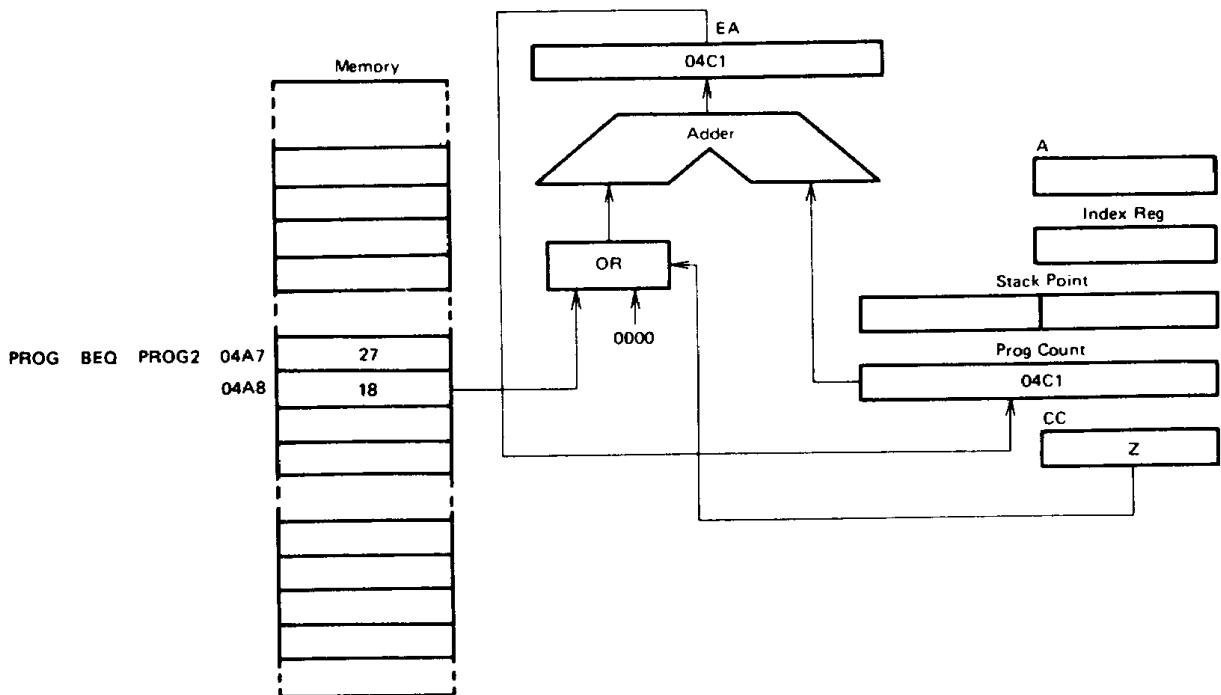 EA
04C1
Memory
Adder
A
Index Reg
OR
Stack Point
0000
PROG BEQ PROG2 04A7 27
Prog Count
04A8 18
04C1
CC
Z